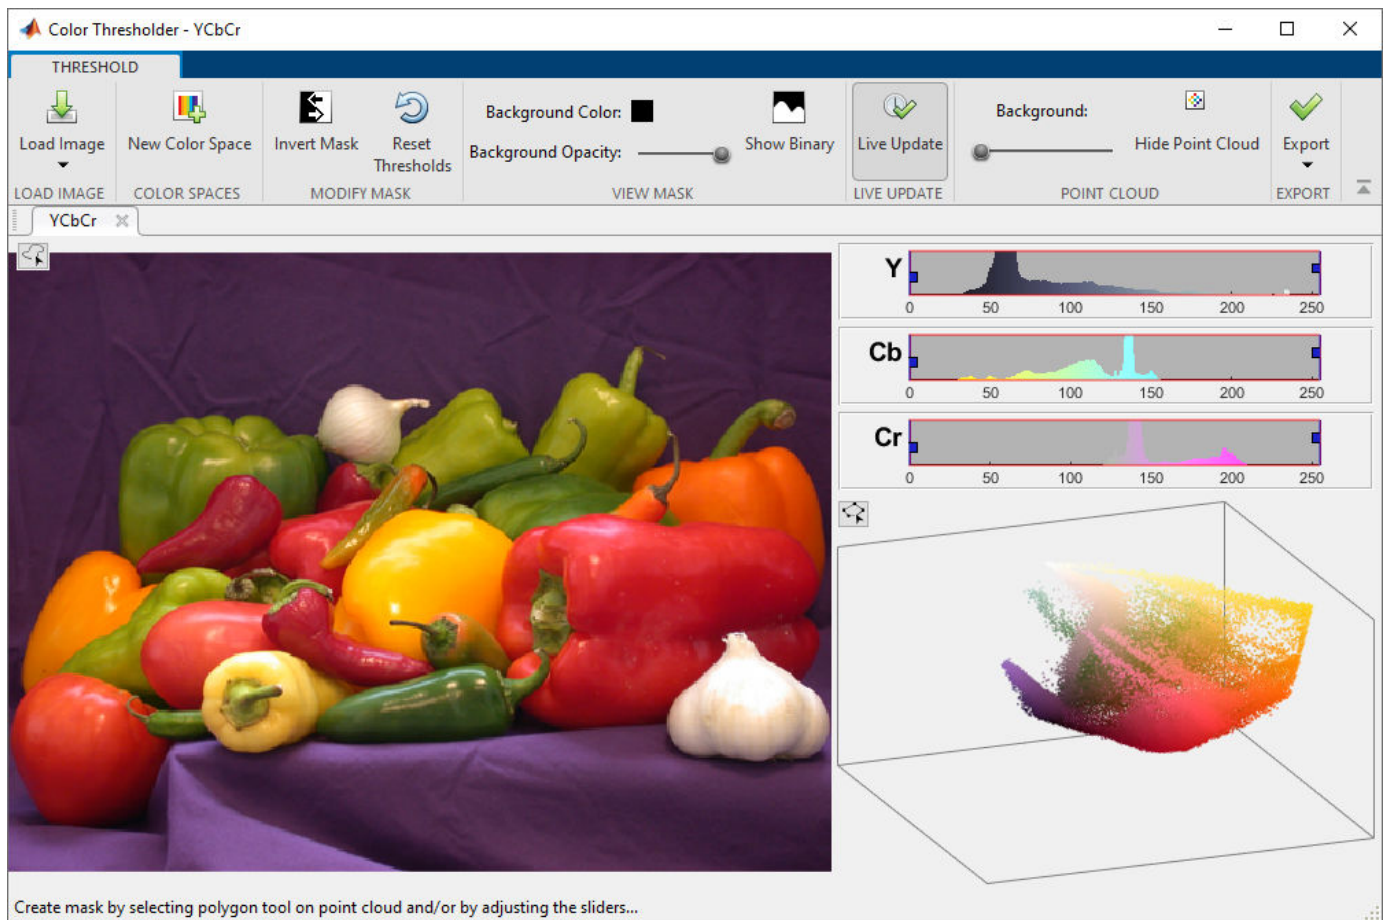 Color Thresholder - YCbCr
THRESHOLD
Load Image
New Color Space
Invert Mask
Reset
Thresholds
Background Color:
Background Opacity:
Show Binary
Live Update
Background:
Hide Point Cloud
Export
LOAD IMAGE
COLOR SPACES
MODIFY MASK
VIEW MASK
LIVE UPDATE
POINT CLOUD
EXPORT
YCbCr
Y
0 50 100 150 200 250
Cb
0 50 100 150 200 250
Cr
0 50 100 150 200 250
Create mask by selecting polygon tool on point cloud and/or by adjusting the sliders...